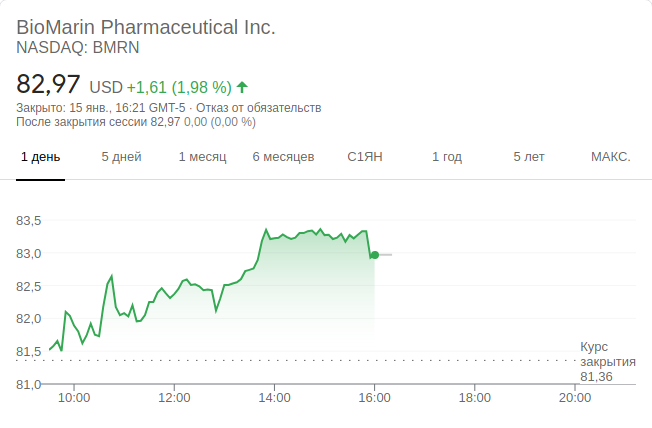 BioMarin Pharmaceutical Inc.
NASDAQ: BMRN
82,97 USD +1,61 (1,98 %)
Закрыто: 15 янв., 16:21 GMT-5 · Отказ от обязательств
После закрытия сессии 82,97 0,00 (0,00 %)
1 день 5 дней 1 месяц 6 месяцев С1ЯН 1 год 5 лет МАКС.
83,5
83,0
82,5
82,0
81,5
81,0
Курс
закрытия
81,36
10:00 12:00 14:00 16:00 18:00 20:00